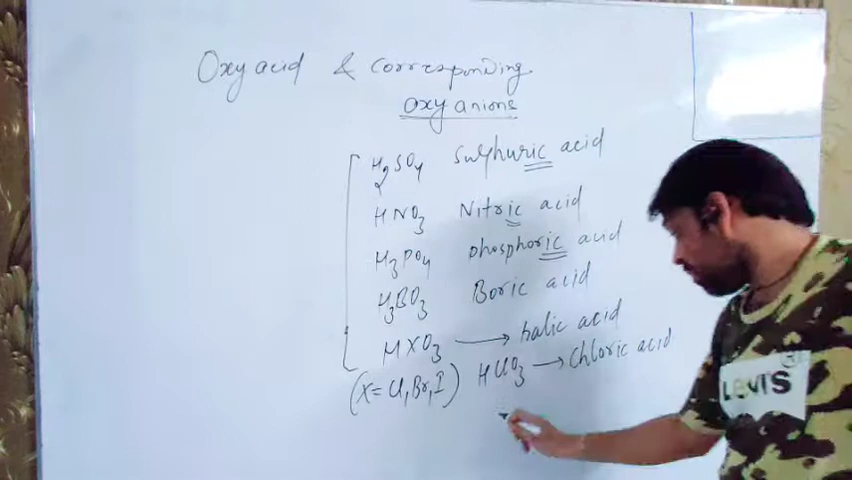 Oxy acid & corresponding
oxy anions
H2SO4 Sulphuric acid
HNO3 Nitric acid
H3PO4 phosphoric acid
H3BO3 Boric acid
HXO3 → halic acid
(X = Cl, Br, I) HClO3 → chloric acid
LEVI'S